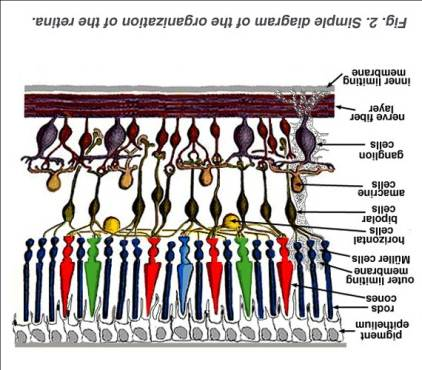 Fig. 2. Simple diagram of the organization of the retina.
pigment
epithelium
rods
cones
outer limiting
membrane
Müller cells
horizontal
cells
bipolar
cells
amacrine
cells
ganglion
cells
nerve fiber
layer
inner limiting
membrane